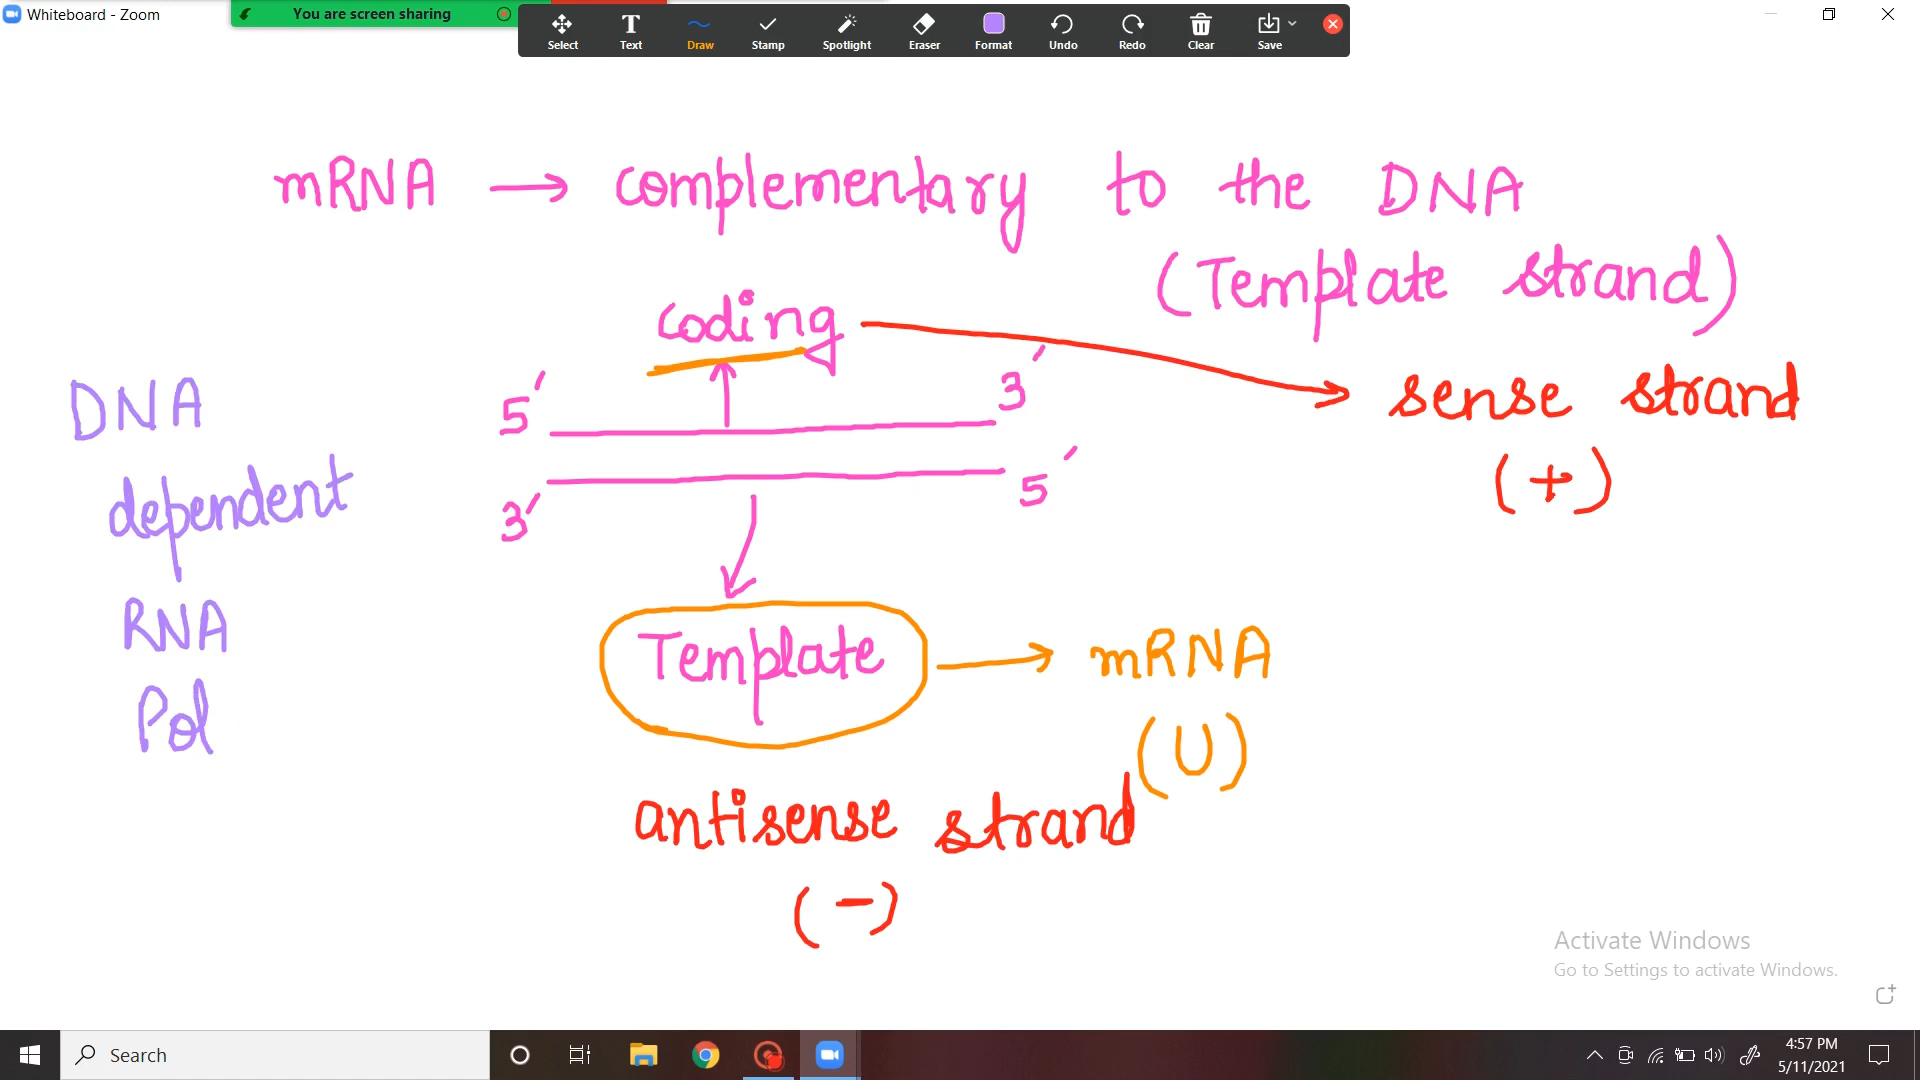 Whiteboard - Zoom
You are screen sharing
Select Text Draw Stamp Spotlight Eraser Format Undo Redo Clear Save
mRNA → complementary to the DNA
(Template strand)
coding
sense strand
(+)
5' 3'
3' 5'
DNA
dependent
RNA
Pol
Template → mRNA
(U)
antisense strand
(-)
Activate Windows
Go to Settings to activate Windows.
Search
4:57 PM
5/11/2021